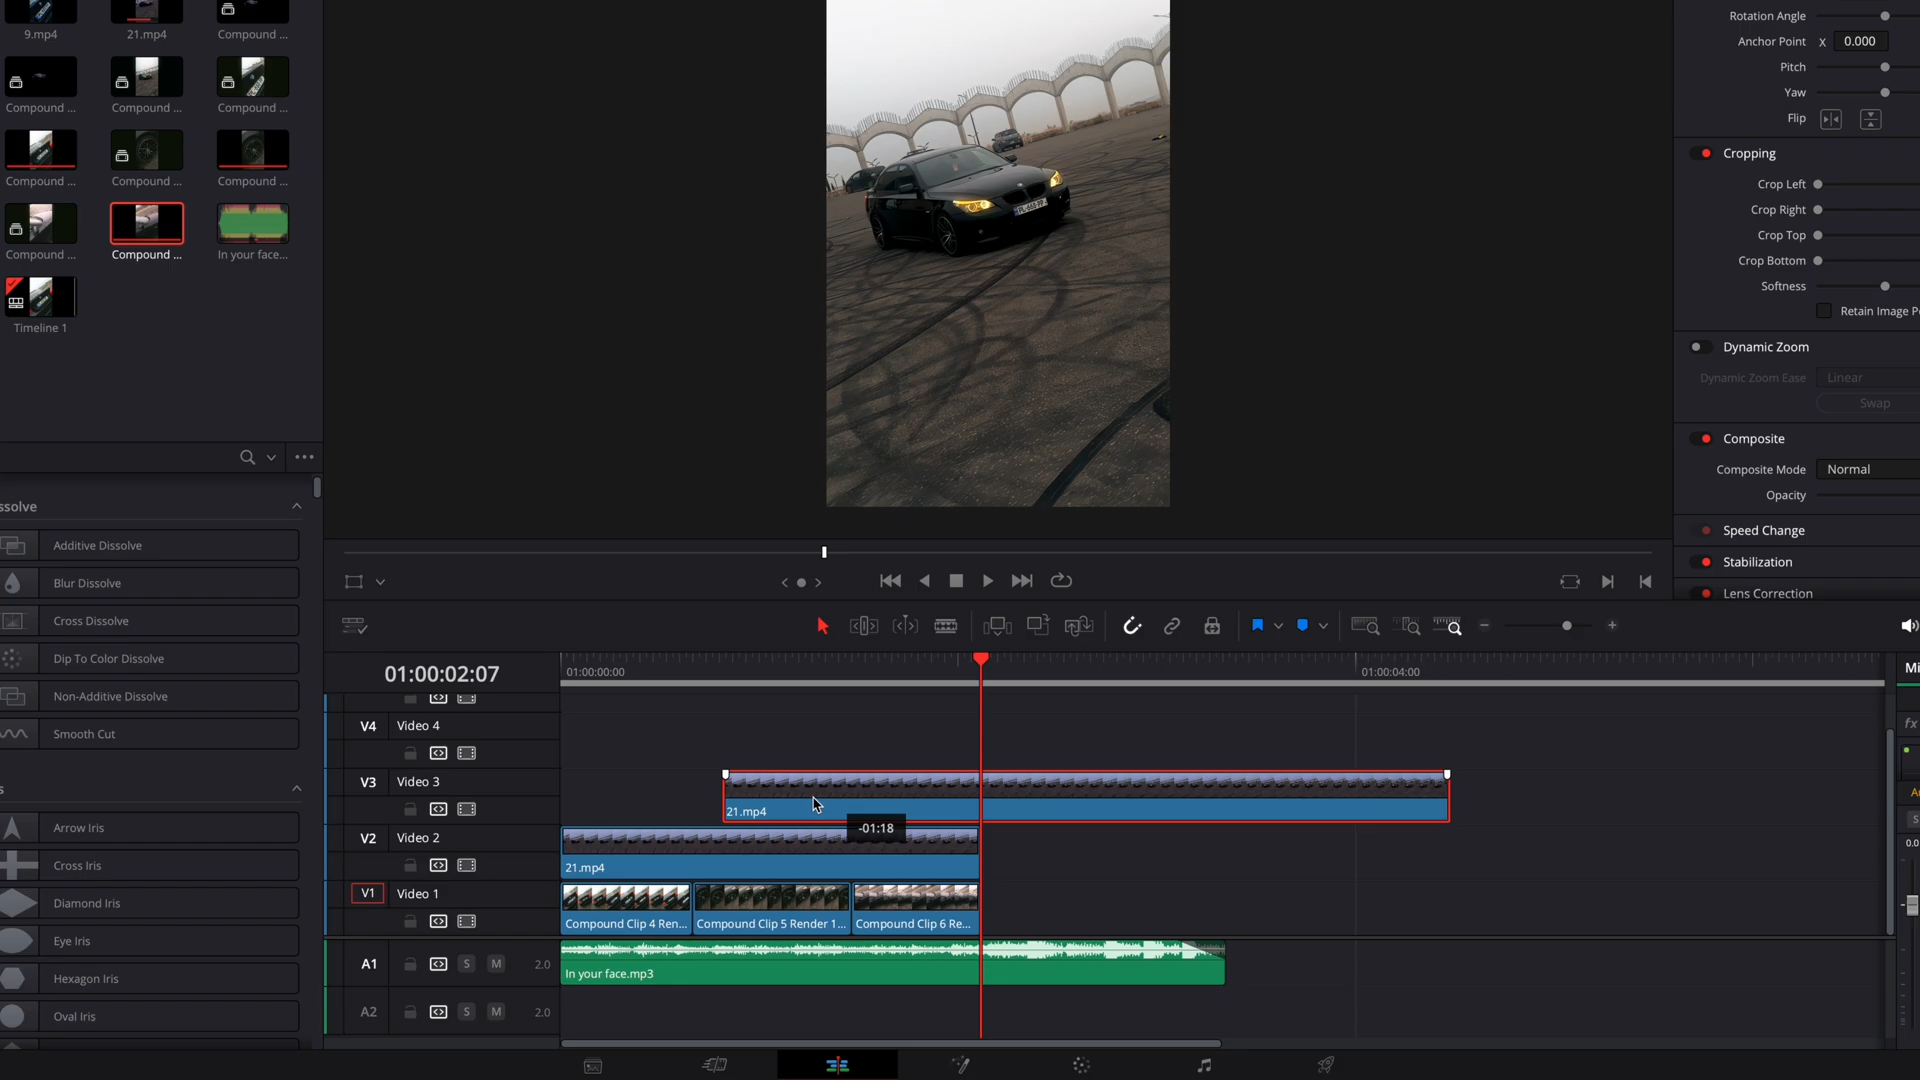 9.mp4
21.mp4
Compound ...
Compound ...
Compound ...
Compound ...
Compound ...
Compound ...
Compound ...
Compound ...
Compound ...
In your face...
Timeline 1
ssolve
Additive Dissolve
Blur Dissolve
Cross Dissolve
Dip To Color Dissolve
Non-Additive Dissolve
Smooth Cut
s
Arrow Iris
Cross Iris
Diamond Iris
Eye Iris
Hexagon Iris
Oval Iris
Rotation Angle
Anchor Point X 0.000
Pitch
Yaw
Flip
Cropping
Crop Left
Crop Right
Crop Top
Crop Bottom
Softness
Retain Image P
Dynamic Zoom
Dynamic Zoom Ease Linear
Swap
Composite
Composite Mode Normal
Opacity
Speed Change
Stabilization
Lens Correction
01:00:02:07
01:00:00:00
01:00:04:00
V4 Video 4
V3 Video 3
21.mp4
-01:18
V2 Video 2
21.mp4
V1 Video 1
Compound Clip 4 Ren...
Compound Clip 5 Render 1...
Compound Clip 6 Re...
A1 S M 2.0
In your face.mp3
A2 S M 2.0
Mi
fx
S
0.0